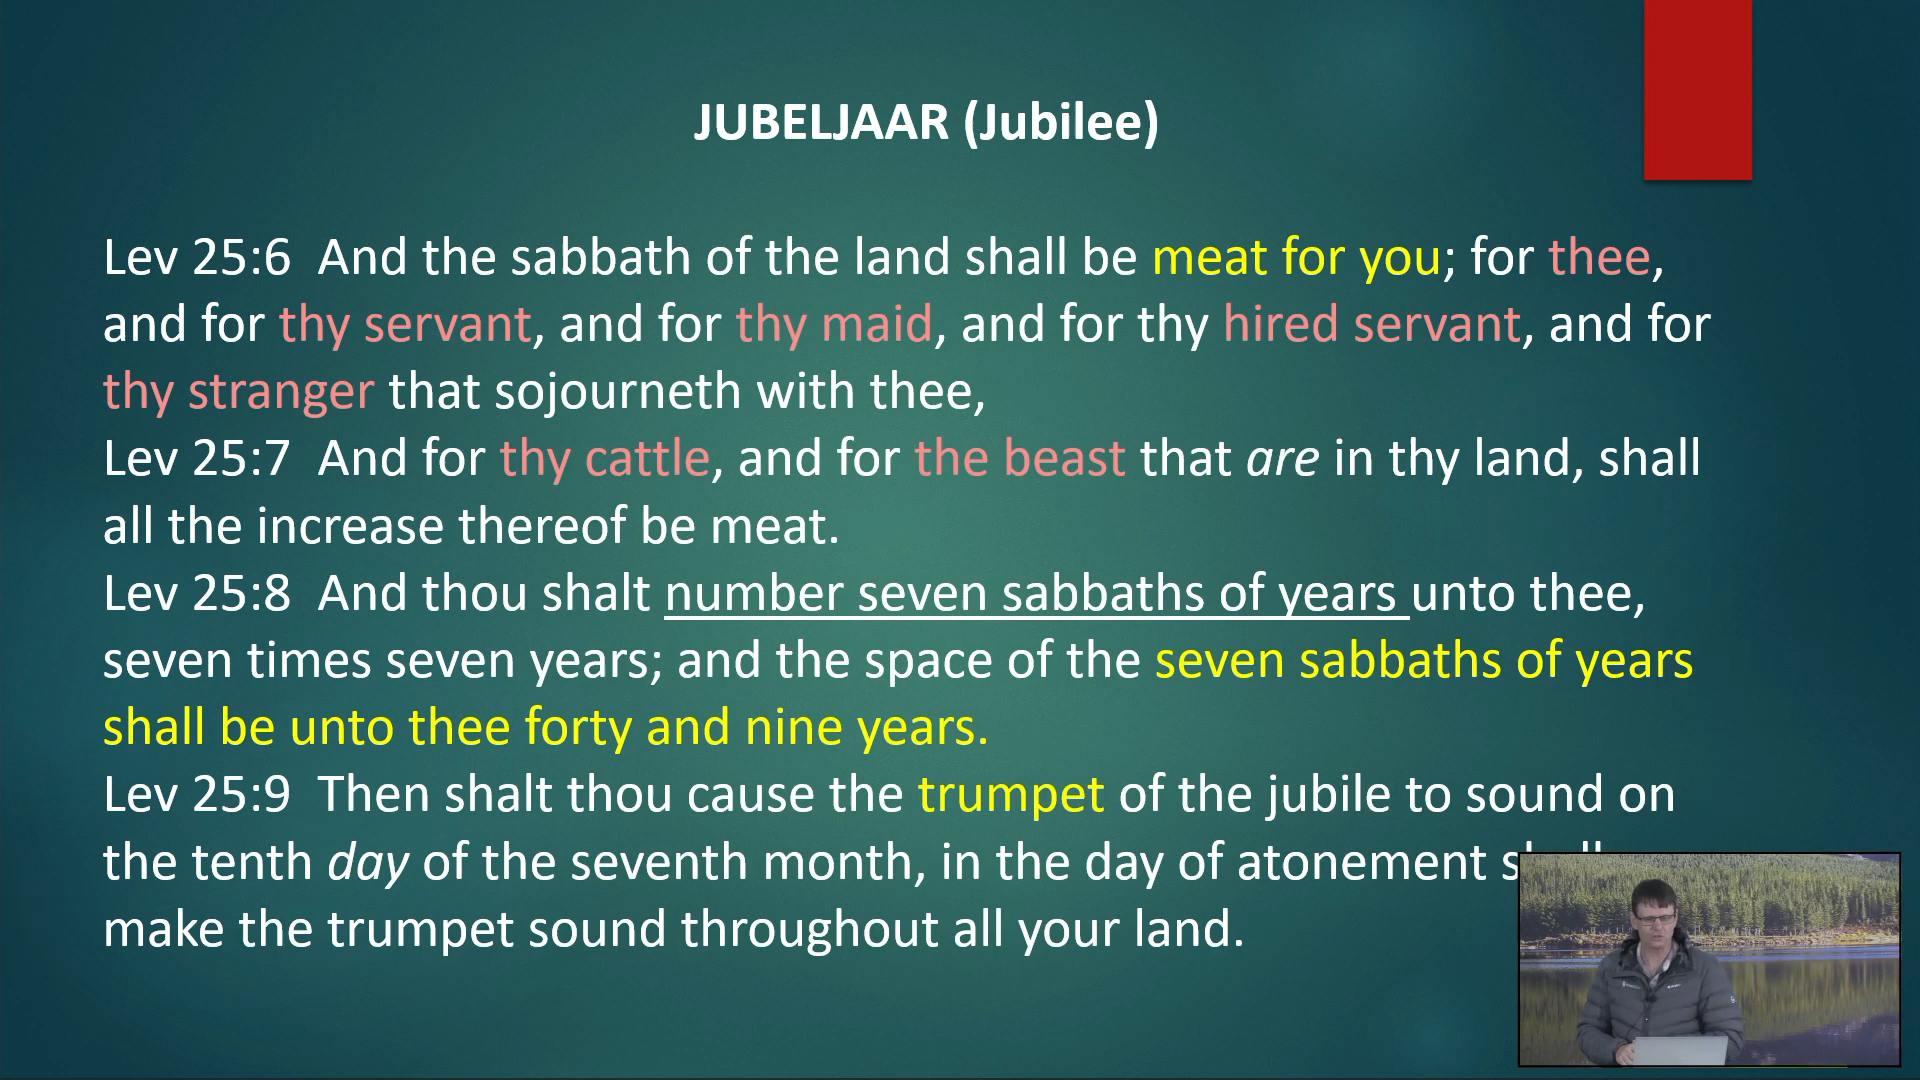 JUBELJAAR (Jubilee)
Lev 25:6 And the sabbath of the land shall be meat for you; for thee,
and for thy servant, and for thy maid, and for thy hired servant, and for
thy stranger that sojourneth with thee,
Lev 25:7 And for thy cattle, and for the beast that are in thy land, shall
all the increase thereof be meat.
Lev 25:8 And thou shalt number seven sabbaths of years unto thee,
seven times seven years; and the space of the seven sabbaths of years
shall be unto thee forty and nine years.
Lev 25:9 Then shalt thou cause the trumpet of the jubile to sound on
the tenth day of the seventh month, in the day of atonement
make the trumpet sound throughout all your land.